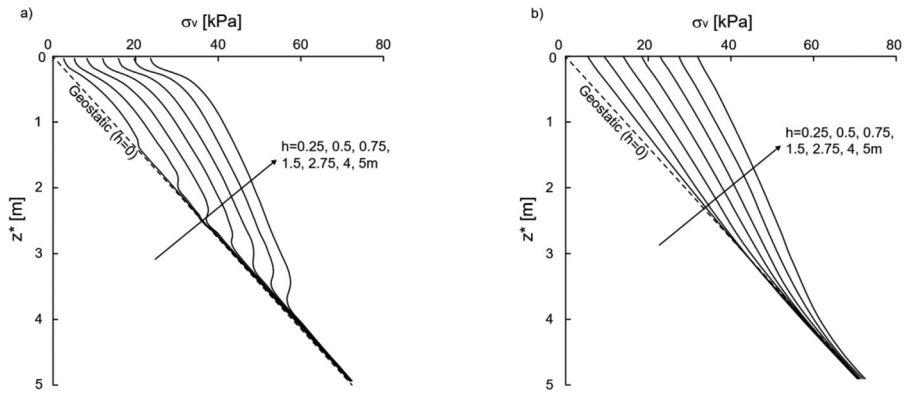 a)
σv [kPa]
0 20 40 60 80
0
1
2
3
4
5
z* [m]
Geostatic (h=0)
h=0.25, 0.5, 0.75,
1.5, 2.75, 4, 5m
b)
σv [kPa]
0 20 40 60 80
0
1
2
3
4
5
z* [m]
Geostatic (h=0)
h=0.25, 0.5, 0.75,
1.5, 2.75, 4, 5m